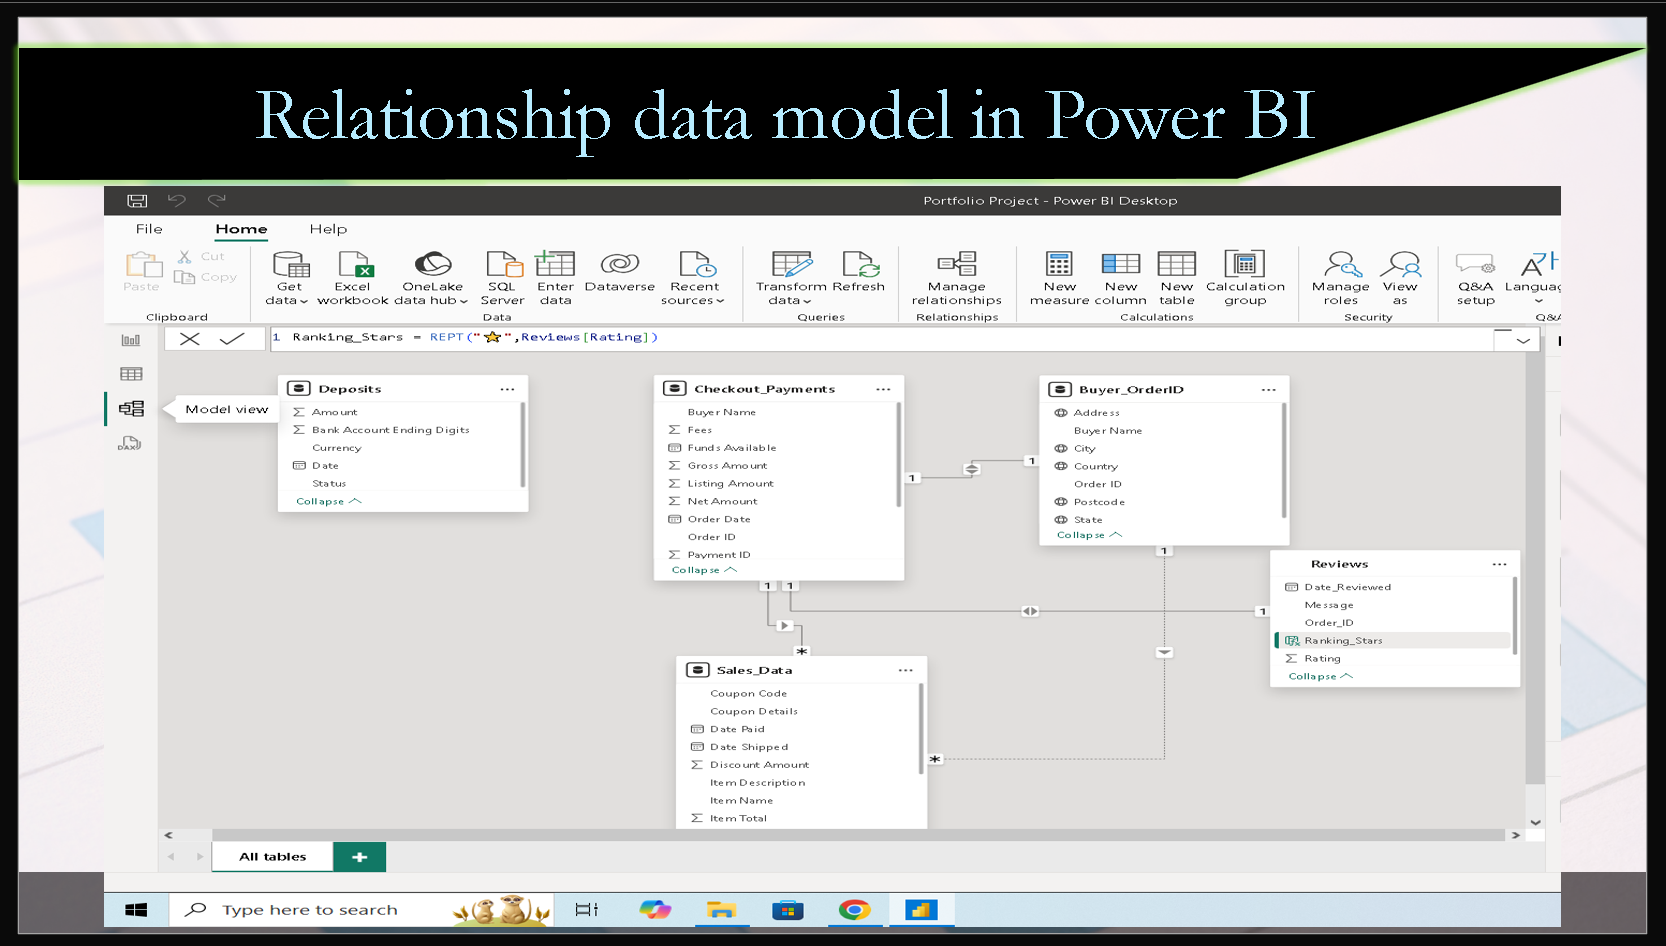 Relationship data model in Power BI
Portfolio Project - Power BI Desktop
File Home Help
Paste
Cut
Copy
Clipboard
Get data
Excel workbook
OneLake data hub
SQL Server
Enter data
Dataverse
Recent sources
Data
Transform data
Refresh
Queries
Manage relationships
Relationships
New measure
New column
New table
Calculation group
Calculations
Manage roles
View as
Security
Q&A setup
Languag
Q&A
1 Ranking_Stars = REPT("⭐",Reviews[Rating])
Model view
DAX
Deposits
Amount
Bank Account Ending Digits
Currency
Date
Status
Collapse
Checkout_Payments
Buyer Name
Fees
Funds Available
Gross Amount
Listing Amount
Net Amount
Order Date
Order ID
Payment ID
Collapse
1
1
Buyer_OrderID
Address
Buyer Name
City
Country
Order ID
Postcode
State
Collapse
1
1
1
1
*
Reviews
Date_Reviewed
Message
Order_ID
Ranking_Stars
Rating
Collapse
Sales_Data
Coupon Code
Coupon Details
Date Paid
Date Shipped
Discount Amount
Item Description
Item Name
Item Total
*
All tables
+
Type here to search